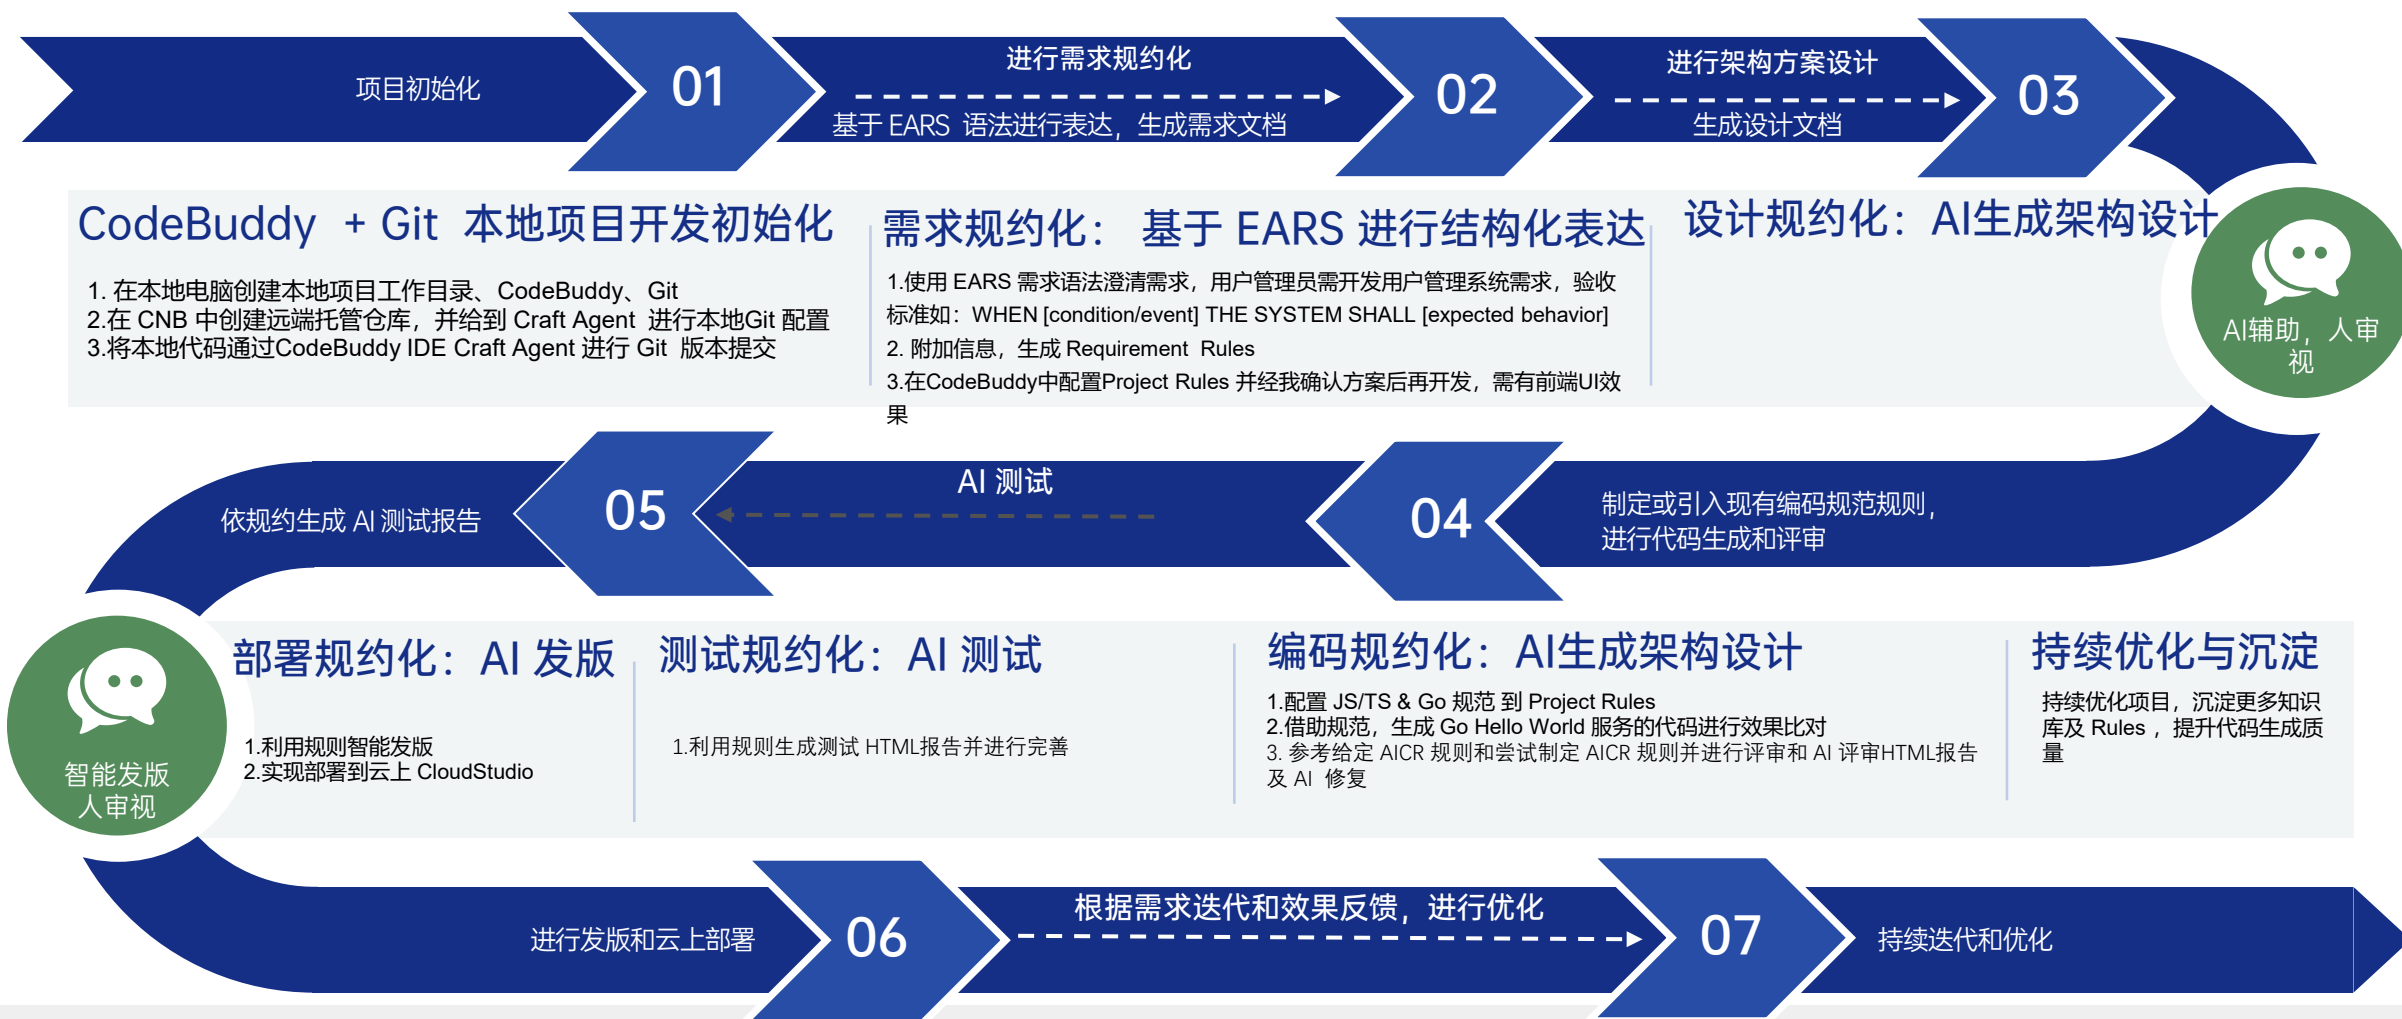 项目初始化
01
进行需求规约化
基于 EARS 语法进行表达，生成需求文档
02
进行架构方案设计
生成设计文档
03
CodeBuddy + Git 本地项目开发初始化
1. 在本地电脑创建本地项目工作目录、CodeBuddy、Git
2.在 CNB 中创建远端托管仓库，并给到 Craft Agent 进行本地Git 配置
3.将本地代码通过CodeBuddy IDE Craft Agent 进行 Git 版本提交
需求规约化： 基于 EARS 进行结构化表达
1.使用 EARS 需求语法澄清需求，用户管理员需开发用户管理系统需求，验收
标准如：WHEN [condition/event] THE SYSTEM SHALL [expected behavior]
2. 附加信息，生成 Requirement Rules
3.在CodeBuddy中配置Project Rules 并经我确认方案后再开发，需有前端UI效
果
设计规约化：AI生成架构设计
AI辅助，人审
视
制定或引入现有编码规范规则，
进行代码生成和评审
04
AI 测试
05
依规约生成 AI 测试报告
智能发版
人审视
部署规约化：AI 发版
1.利用规则智能发版
2.实现部署到云上 CloudStudio
测试规约化：AI 测试
1.利用规则生成测试 HTML报告并进行完善
编码规约化：AI生成架构设计
1.配置 JS/TS & Go 规范 到 Project Rules
2.借助规范，生成 Go Hello World 服务的代码进行效果比对
3. 参考给定 AICR 规则和尝试制定 AICR 规则并进行评审和 AI 评审HTML报告
及 AI 修复
持续优化与沉淀
持续优化项目，沉淀更多知识
库及 Rules ，提升代码生成质
量
进行发版和云上部署
06
根据需求迭代和效果反馈，进行优化
07
持续迭代和优化